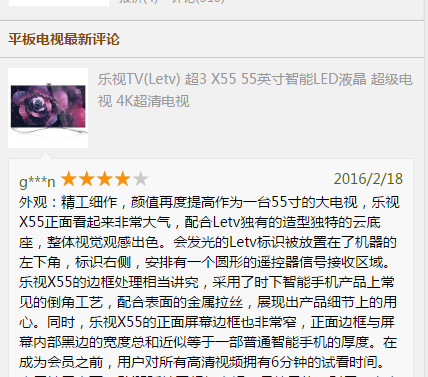 平板电视最新评论
乐视TV(Letv) 超3 X55 55英寸智能LED液晶 超级电
视 4K超清电视
g***n 2016/2/18
外观：精工细作，颜值再度提高作为一台55寸的大电视，乐视
X55正面看起来非常大气，配合Letv独有的造型独特的云底
座，整体视觉观感出色。会发光的Letv标识被放置在了机器的
左下角，标识右侧，安排有一个圆形的遥控器信号接收区域。
乐视X55的边框处理相当讲究，采用了时下智能手机产品上常
见的倒角工艺，配合表面的金属拉丝，展现出产品细节上的用
心。同时，乐视X55的正面屏幕边框也非常窄，正面边框与屏
幕内部黑边的宽度总和近似等于一部普通智能手机的厚度。在
成为会员之前，用户对所有高清视频拥有6分钟的试看时间。